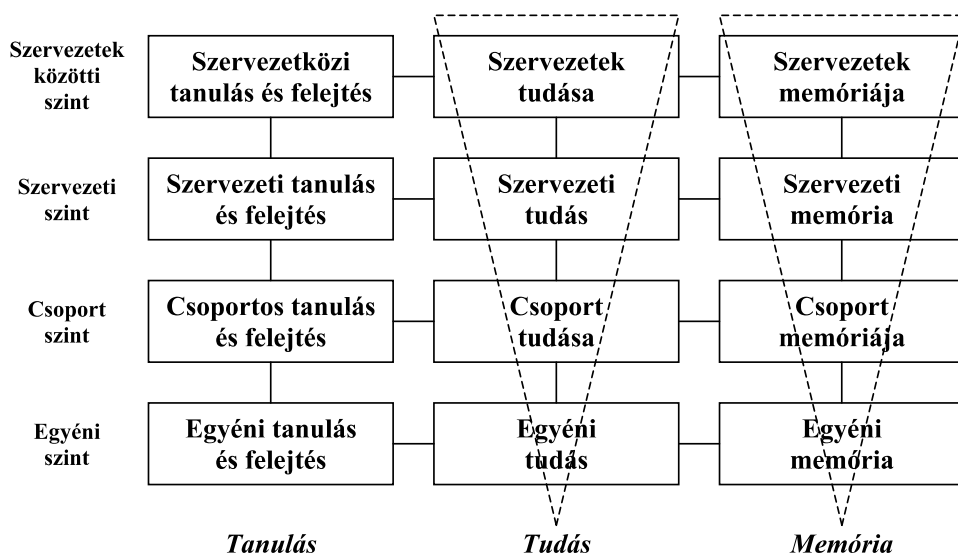 Szervezetek
közötti
szint
Szervezetközi
tanulás és felejtés
Szervezetek
tudása
Szervezetek
memóriája
Szervezeti
szint
Szervezeti tanulás
és felejtés
Szervezeti
tudás
Szervezeti
memória
Csoport
szint
Csoportos tanulás
és felejtés
Csoport
tudása
Csoport
memóriája
Egyéni
szint
Egyéni tanulás
és felejtés
Egyéni
tudás
Egyéni
memória
Tanulás
Tudás
Memória